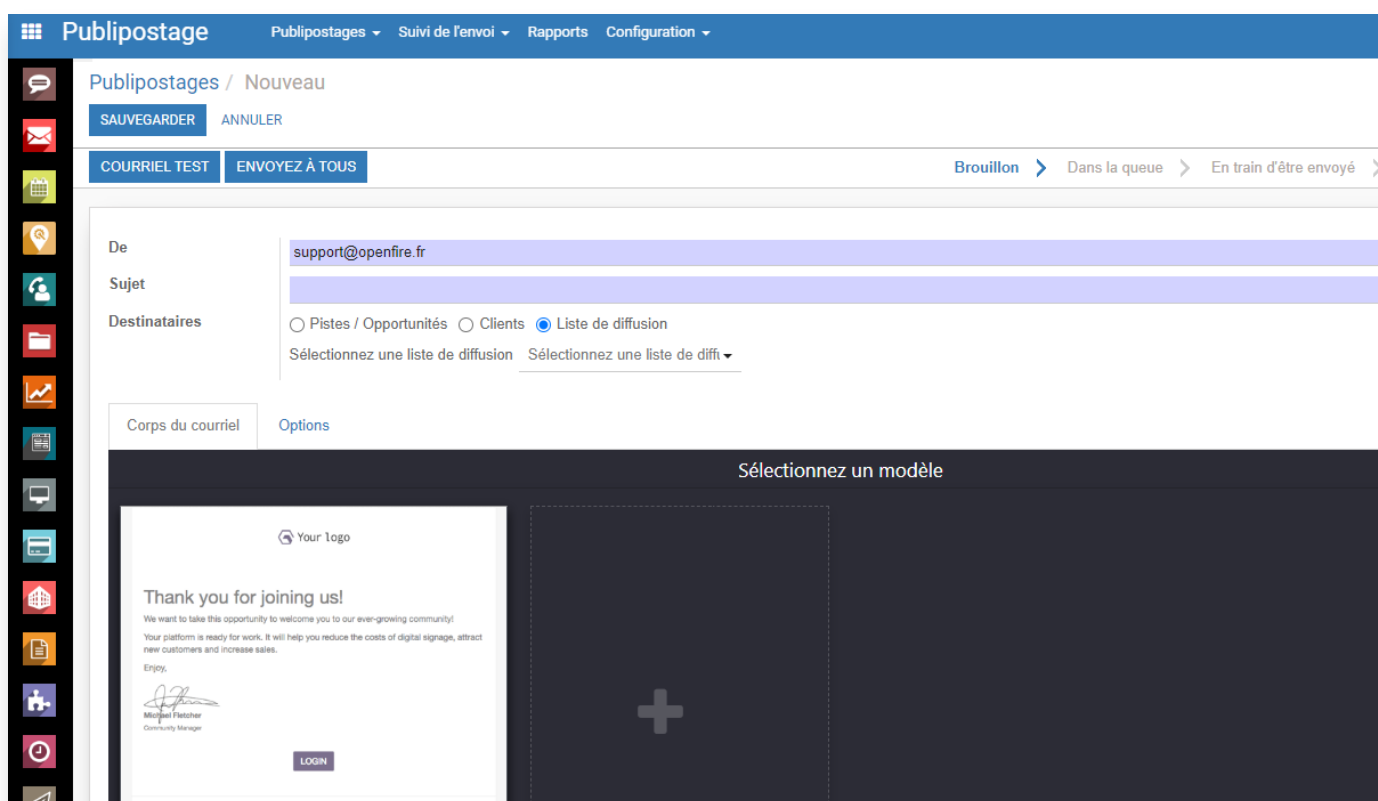 Publipostage Publipostages Suivi de l'envoi Rapports Configuration
Publipostages / Nouveau
SAUVEGARDER ANNULER
COURRIEL TEST ENVOYEZ À TOUS Brouillon Dans la queue En train d'être envoyé
De support@openfire.fr
Sujet
Destinataires Pistes / Opportunités Clients Liste de diffusion
Sélectionnez une liste de diffusion Sélectionnez une liste de diffu
Corps du courriel Options
Sélectionnez un modèle
Your logo
Thank you for joining us!
We want to take this opportunity to welcome you to our ever-growing community!
Your platform is ready for work. It will help you reduce the costs of digital signage, attract
new customers and increase sales.
Enjoy,
Michael Fletcher
Community Manager
LOGIN